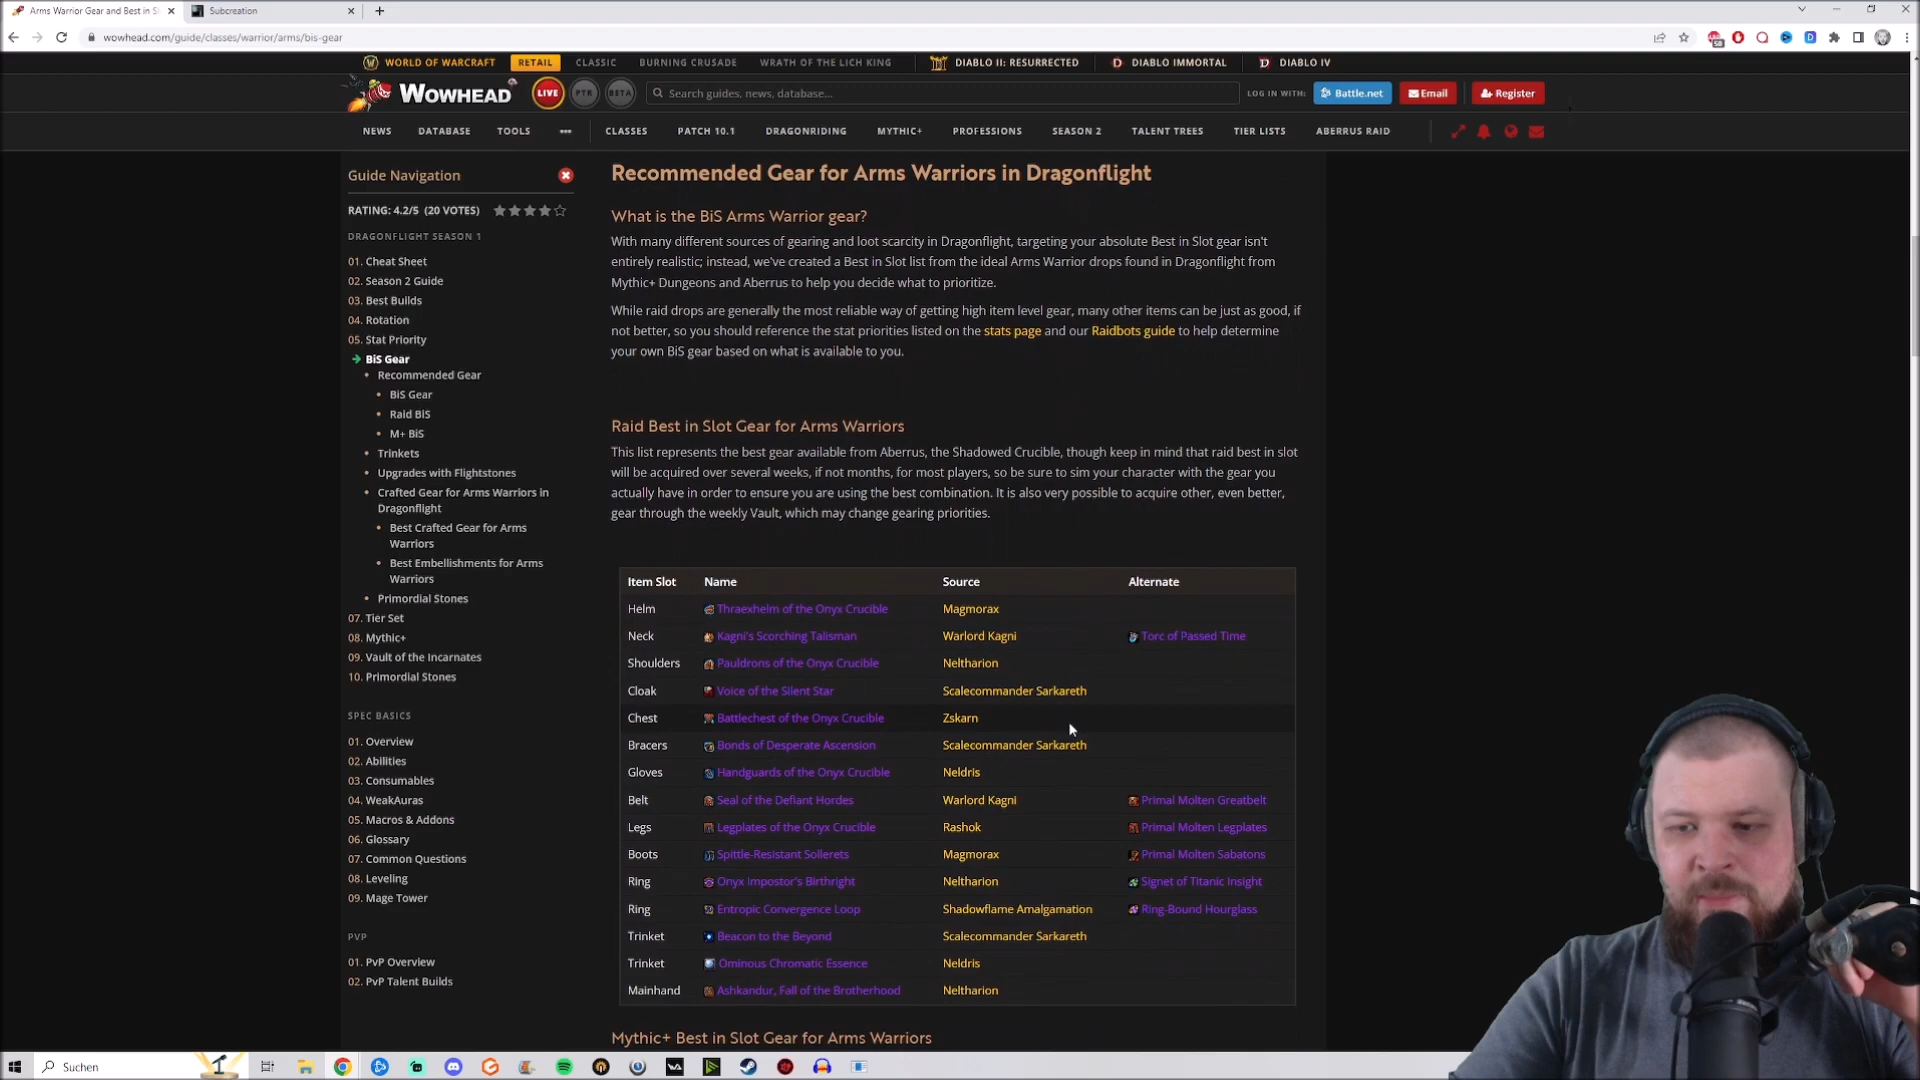 Arms Warrior Gear and Best in S
Subcreation
wowhead.com/guide/classes/warrior/arms/bis-gear
WORLD OF WARCRAFT RETAIL CLASSIC BURNING CRUSADE WRATH OF THE LICH KING DIABLO II: RESURRECTED DIABLO IMMORTAL DIABLO IV
WOWHEAD LIVE PTR BETA Search guides, news, database... LOG IN WITH: Battle.net Email Register
NEWS DATABASE TOOLS ••• CLASSES PATCH 10.1 DRAGONRIDING MYTHIC+ PROFESSIONS SEASON 2 TALENT TREES TIER LISTS ABERRUS RAID
Guide Navigation
RATING: 4.2/5 (20 VOTES)
DRAGONFLIGHT SEASON 1
01. Cheat Sheet
02. Season 2 Guide
03. Best Builds
04. Rotation
05. Stat Priority
BiS Gear
Recommended Gear
BiS Gear
Raid BiS
M+ BiS
Trinkets
Upgrades with Flightstones
Crafted Gear for Arms Warriors in
Dragonflight
Best Crafted Gear for Arms
Warriors
Best Embellishments for Arms
Warriors
Primordial Stones
07. Tier Set
08. Mythic+
09. Vault of the Incarnates
10. Primordial Stones
SPEC BASICS
01. Overview
02. Abilities
03. Consumables
04. WeakAuras
05. Macros & Addons
06. Glossary
07. Common Questions
08. Leveling
09. Mage Tower
PVP
01. PvP Overview
02. PvP Talent Builds
Recommended Gear for Arms Warriors in Dragonflight
What is the BiS Arms Warrior gear?
With many different sources of gearing and loot scarcity in Dragonflight, targeting your absolute Best in Slot gear isn't
entirely realistic; instead, we've created a Best in Slot list from the ideal Arms Warrior drops found in Dragonflight from
Mythic+ Dungeons and Aberrus to help you decide what to prioritize.
While raid drops are generally the most reliable way of getting high item level gear, many other items can be just as good, if
not better, so you should reference the stat priorities listed on the stats page and our Raidbots guide to help determine
your own BiS gear based on what is available to you.
Raid Best in Slot Gear for Arms Warriors
This list represents the best gear available from Aberrus, the Shadowed Crucible, though keep in mind that raid best in slot
will be acquired over several weeks, if not months, for most players, so be sure to sim your character with the gear you
actually have in order to ensure you are using the best combination. It is also very possible to acquire other, even better,
gear through the weekly Vault, which may change gearing priorities.
Item Slot Name Source Alternate
Helm Thraexhelm of the Onyx Crucible Magmorax
Neck Kagni's Scorching Talisman Warlord Kagni Torc of Passed Time
Shoulders Pauldrons of the Onyx Crucible Neltharion
Cloak Voice of the Silent Star Scalecommander Sarkareth
Chest Battlechest of the Onyx Crucible Zskarn
Bracers Bonds of Desperate Ascension Scalecommander Sarkareth
Gloves Handguards of the Onyx Crucible Neldris
Belt Seal of the Defiant Hordes Warlord Kagni Primal Molten Greatbelt
Legs Legplates of the Onyx Crucible Rashok Primal Molten Legplates
Boots Spittle-Resistant Sollerets Magmorax Primal Molten Sabatons
Ring Onyx Impostor's Birthright Neltharion Signet of Titanic Insight
Ring Entropic Convergence Loop Shadowflame Amalgamation Ring-Bound Hourglass
Trinket Beacon to the Beyond Scalecommander Sarkareth
Trinket Ominous Chromatic Essence Neldris
Mainhand Ashkandur, Fall of the Brotherhood Neltharion
Mythic+ Best in Slot Gear for Arms Warriors
Suchen